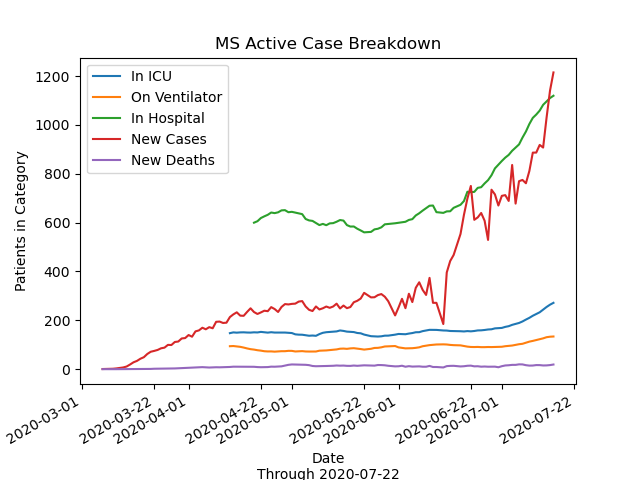 MS Active Case Breakdown
In ICU
On Ventilator
In Hospital
New Cases
New Deaths
Patients in Category
1200
1000
800
600
400
200
0
2020-03-01
2020-03-22
2020-04-01
2020-04-22
2020-05-01
2020-05-22
2020-06-01
2020-06-22
2020-07-01
2020-07-22
Date
Through 2020-07-22